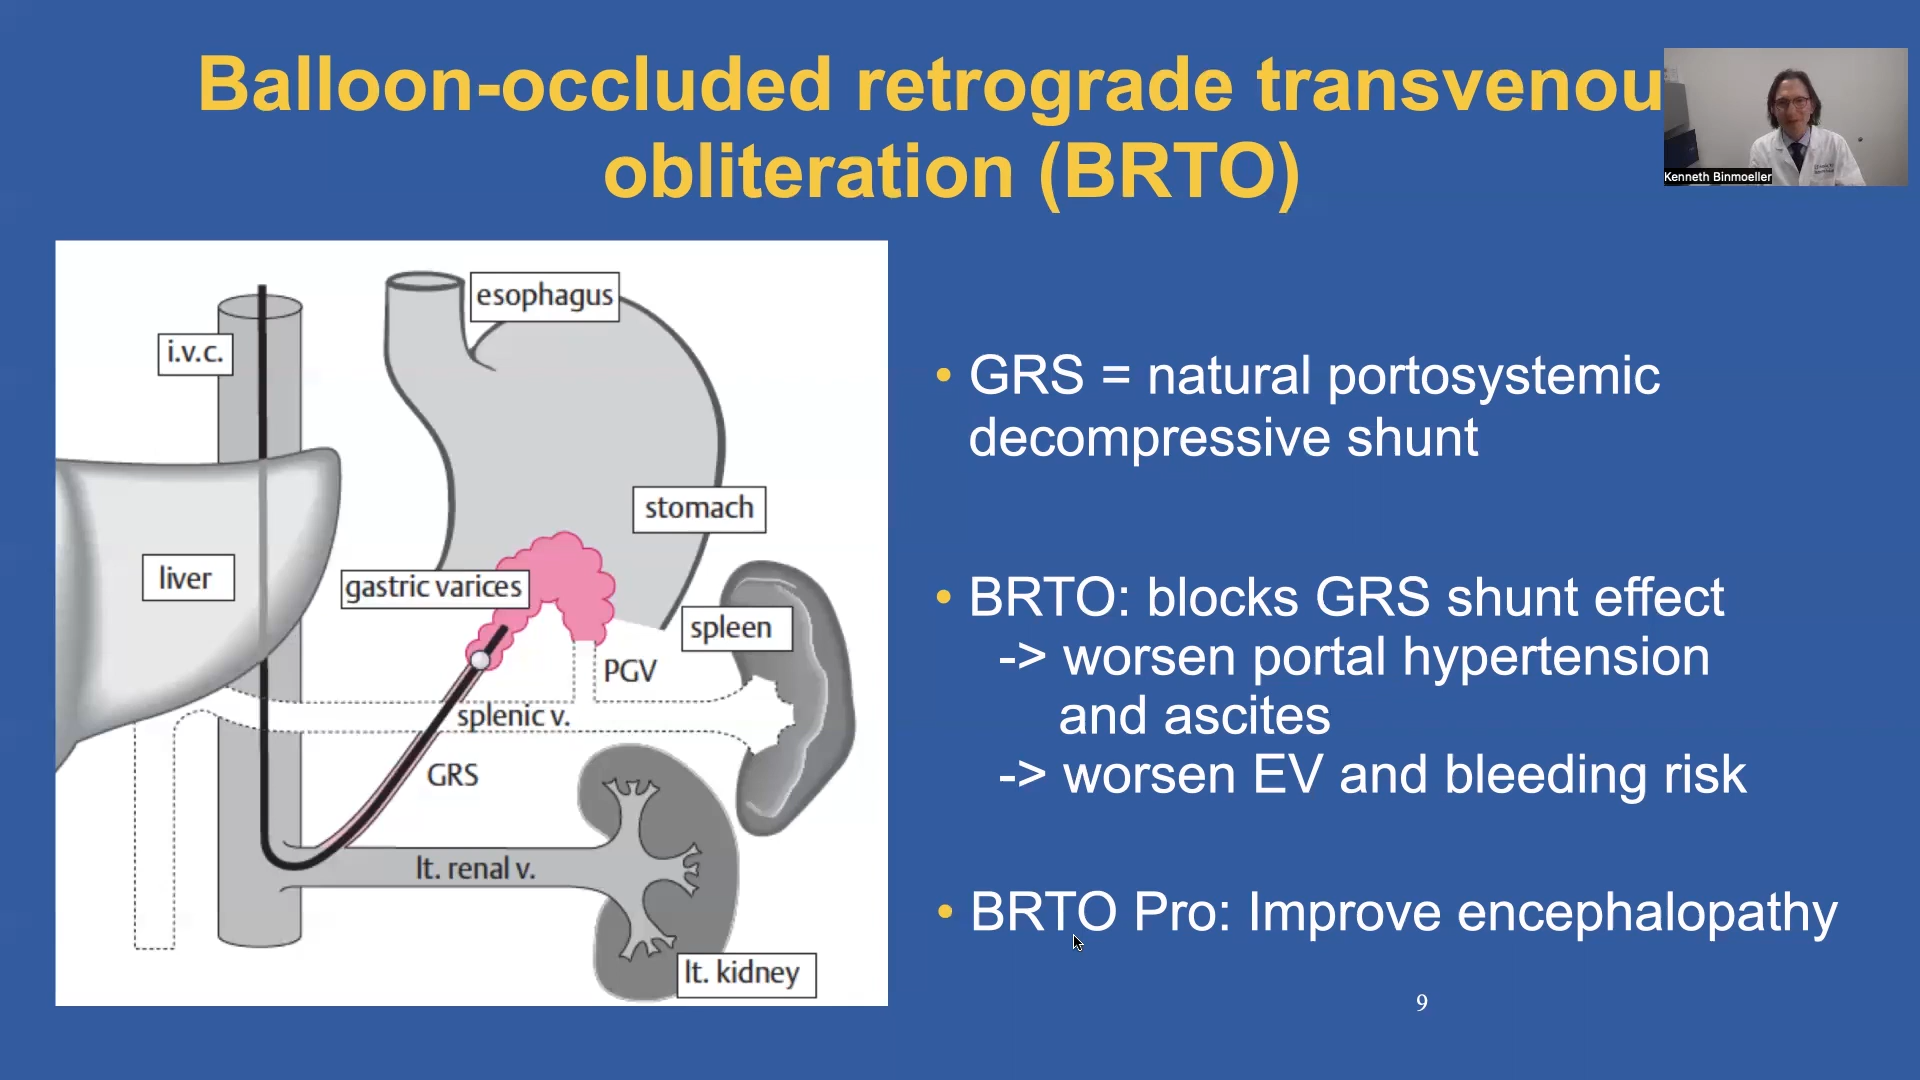 Balloon-occluded retrograde transvenou
obliteration (BRTO)
Kenneth Binmoeller
esophagus
i.v.c.
stomach
liver
gastric varices
spleen
PGV
splenic v.
GRS
lt. renal v.
lt. kidney
• GRS = natural portosystemic
decompressive shunt
• BRTO: blocks GRS shunt effect
-> worsen portal hypertension
and ascites
-> worsen EV and bleeding risk
• BRTO Pro: Improve encephalopathy
9